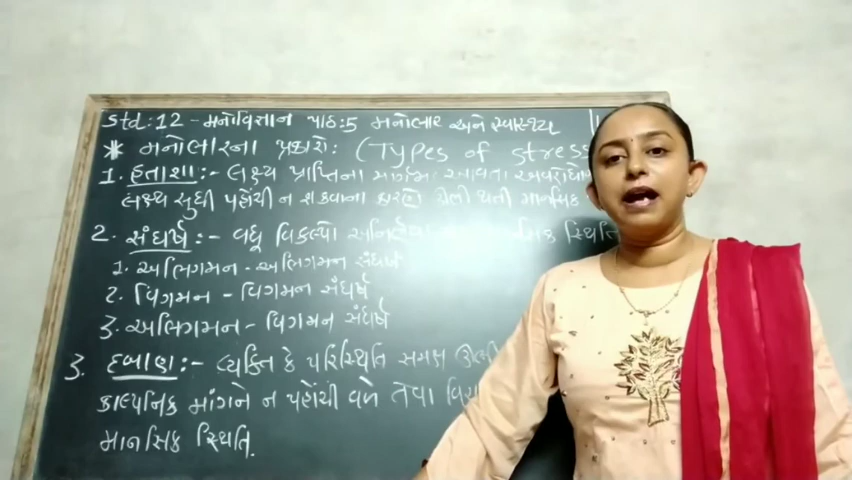 Std: 12 - મનોવિજ્ઞાન પાઠ: 5 મનોભાર અને સ્વાસ્થ્ય
* મનોભારના પ્રકારો: (Types of stress
1. હતાશા:- લક્ષ્ય પ્રાપ્તિના માર્ગમાં આવતા અવરોધો
લક્ષ્ય સુધી પહોંચી ન શકવાના કારણે ઊભી થતી માનસિક
2. સંઘર્ષ:- વધુ વિકલ્પો સ્થિતિ
1. અભિગમન - અભિગમન સંઘર્ષ
2. વિગમન - વિગમન સંઘર્ષ
3. અભિગમન - વિગમન સંઘર્ષ
3. દબાણ:- વ્યક્તિ કે પરિસ્થિતિ સમક્ષ
કાલ્પનિક માંગને ન પહોંચી વળે તેવા
માનસિક સ્થિતિ.